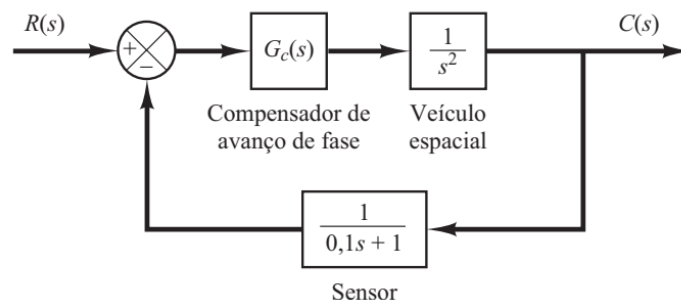 R(s)
C(s)
+
−
G_c(s)
1
s²
Compensador de
avanço de fase
Veículo
espacial
1
0,1s + 1
Sensor